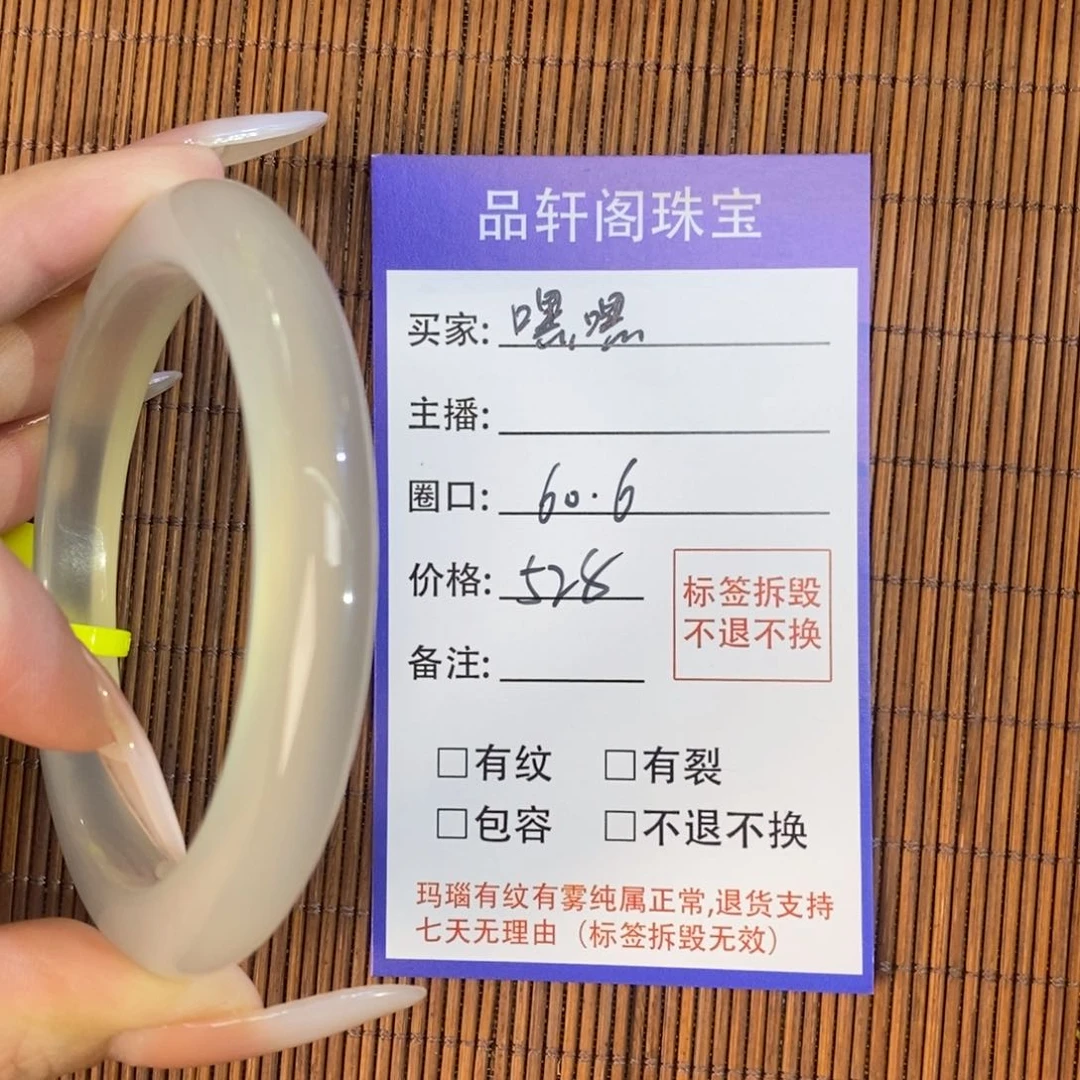 品轩阁珠宝
买家: 嘿嘿
主播:
圈口: 60.6
价格: 528
标签拆毁
不退不换
备注:
□有纹 □有裂
□包容 □不退不换
玛瑙有纹有雾纯属正常,退货支持
七天无理由（标签拆毁无效）